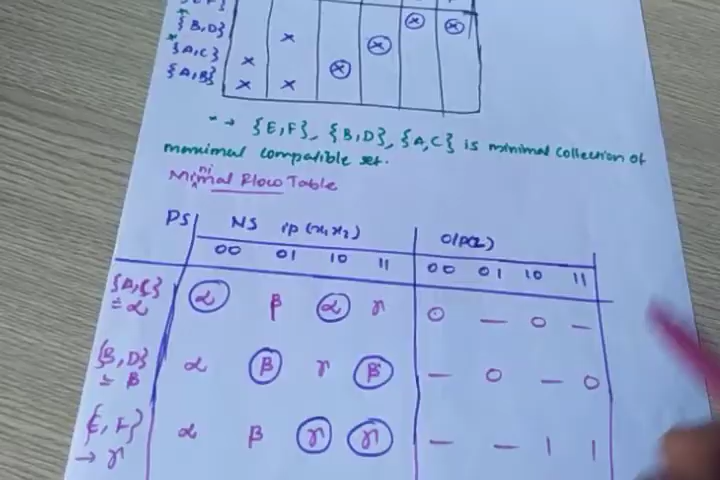 {B,D} × ⊗ ⊗
* {A,C} × ⊗
{A,B} × × ⊗
* → {E,F}, {B,D}, {A,C} is minimal collection of
maximal compatible set.
Minimal Flow Table
PS NS ip (x₁x₂) O/P(Z)
00 01 10 11 00 01 10 11
{A,C} = α α β α γ 0 — 0 —
{B,D} = β α β γ β — 0 — 0
{E,F} → γ α β γ γ — — 1 1